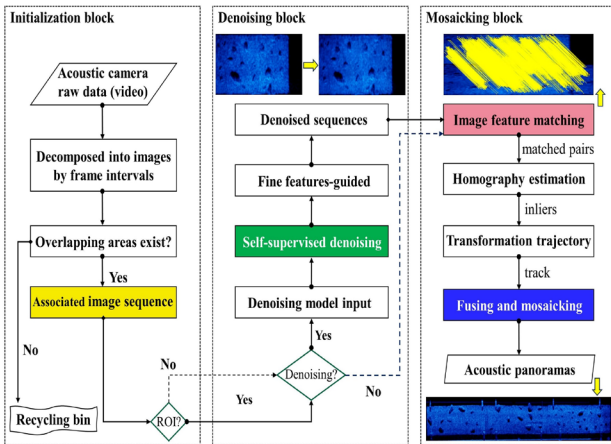 Initialization block
Acoustic camera
raw data (video)
Decomposed into images
by frame intervals
Overlapping areas exist?
Yes
Associated image sequence
No
Recycling bin
ROI?
No
Yes
Denoising block
Denoised sequences
Fine features-guided
Self-supervised denoising
Denoising model input
Yes
Denoising?
No
Mosaicking block
Image feature matching
matched pairs
Homography estimation
inliers
Transformation trajectory
track
Fusing and mosaicking
Acoustic panoramas